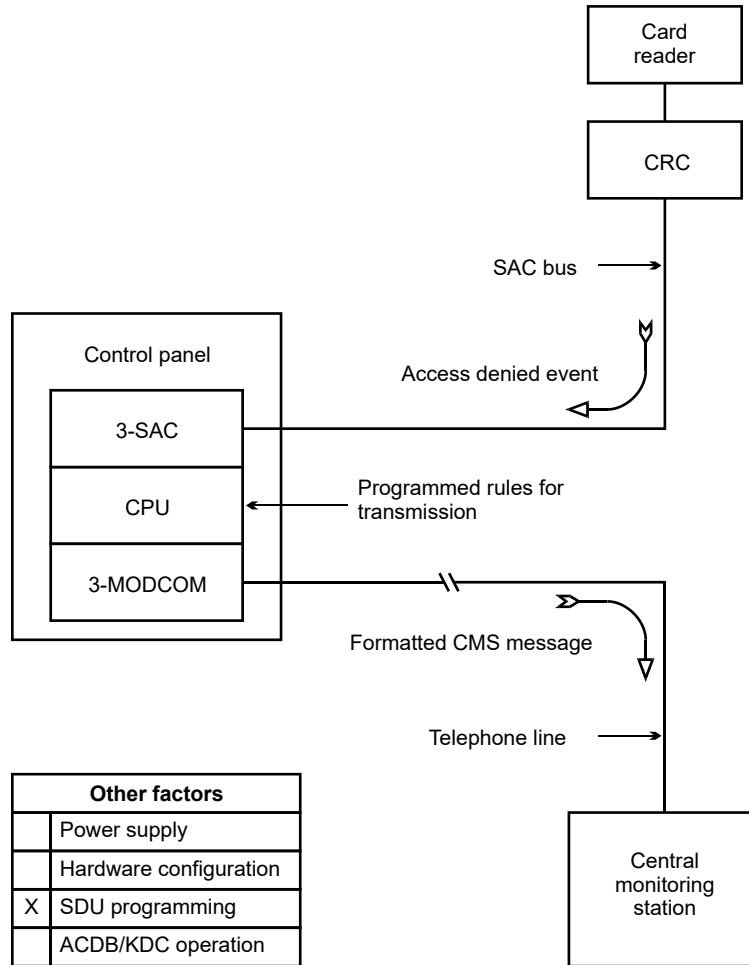 Card
reader
CRC
SAC bus
Control panel
Access denied event
3-SAC
CPU
Programmed rules for
transmission
3-MODCOM
Formatted CMS message
Telephone line
Other factors
Power supply
Hardware configuration
X SDU programming
ACDB/KDC operation
Central
monitoring
station